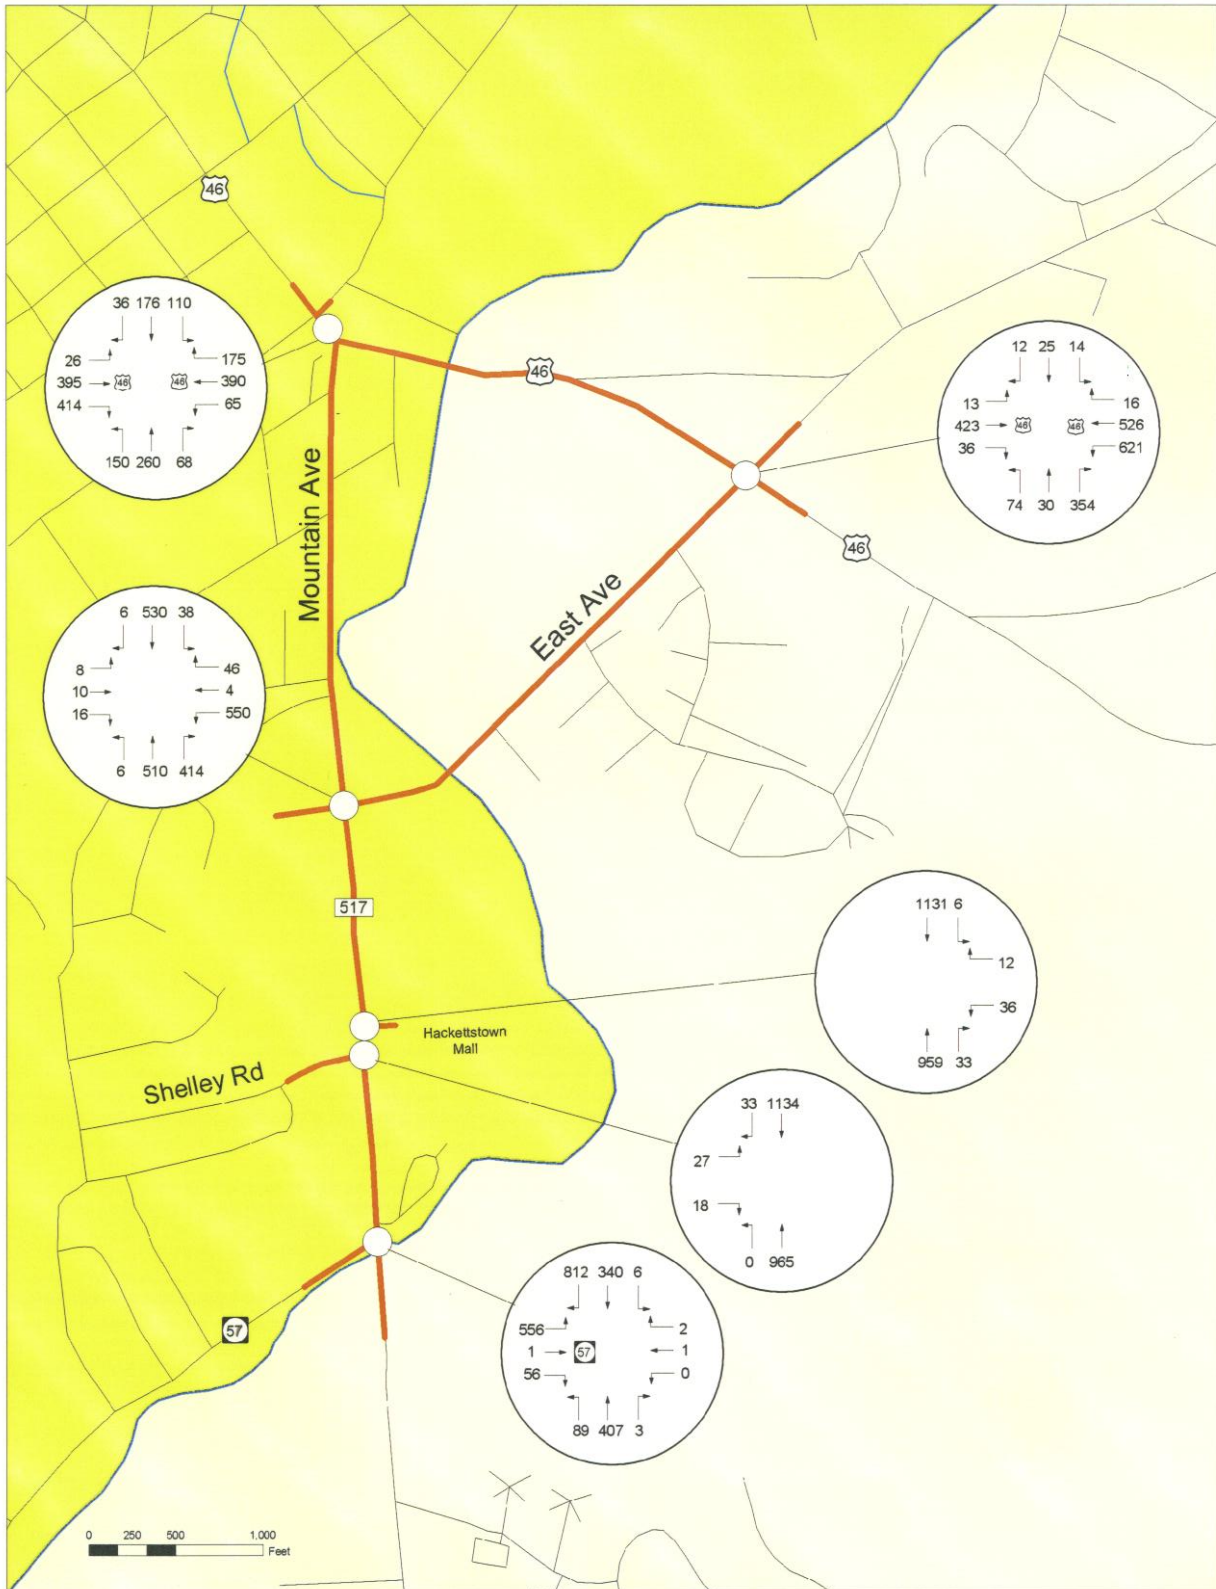 46
36 176 110
26 175
395 46 46 390
414 65
150 260 68
46
12 25 14
13 16
423 46 46 526
36 621
74 30 354
Mountain Ave
46
East Ave
6 530 38
8 46
10 4
16 550
6 510 414
517
1131 6
12
36
959 33
Hackettstown
Mall
Shelley Rd
33 1134
27
18
0 965
57
812 340 6
556 2
1 57 1
56 0
89 407 3
0 250 500 1,000
Feet